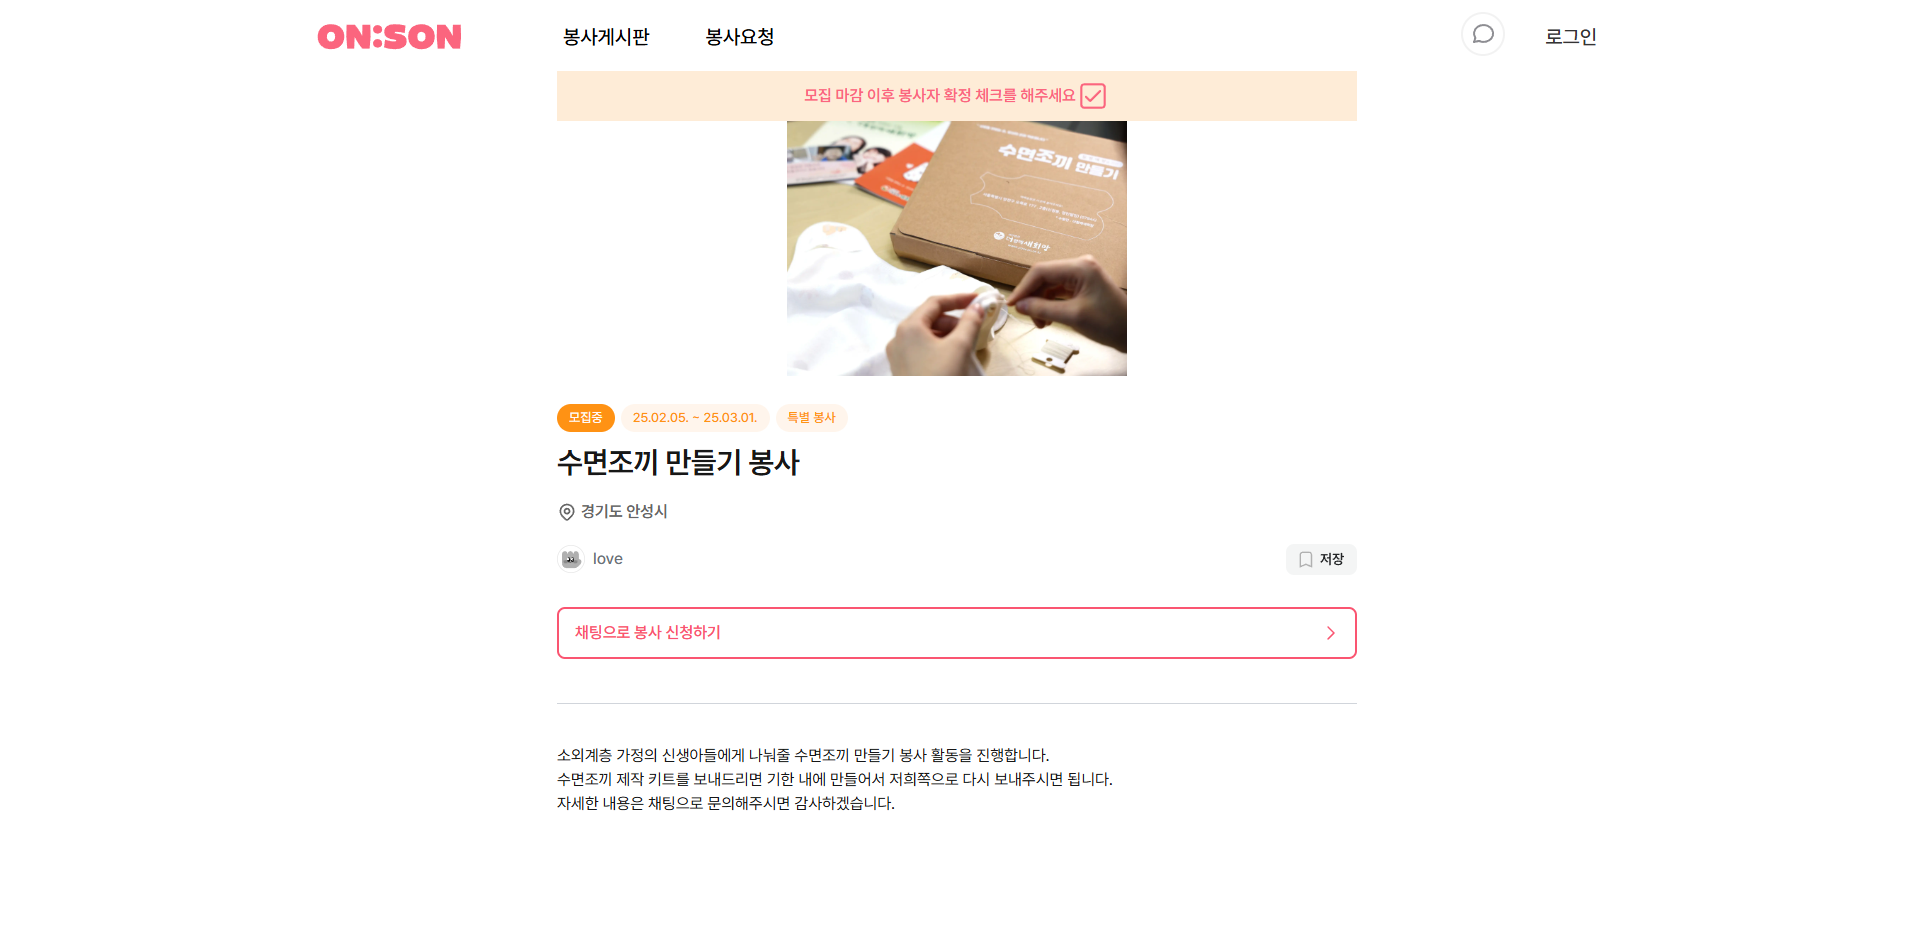 ON:SON
봉사게시판
봉사요청
로그인
모집 마감 이후 봉사자 확정 체크를 해주세요
수면조끼 만들기
모집중
25.02.05. ~ 25.03.01.
특별 봉사
수면조끼 만들기 봉사
경기도 안성시
love
저장
채팅으로 봉사 신청하기
소외계층 가정의 신생아들에게 나눠줄 수면조끼 만들기 봉사 활동을 진행합니다.
수면조끼 제작 키트를 보내드리면 기한 내에 만들어서 저희쪽으로 다시 보내주시면 됩니다.
자세한 내용은 채팅으로 문의해주시면 감사하겠습니다.